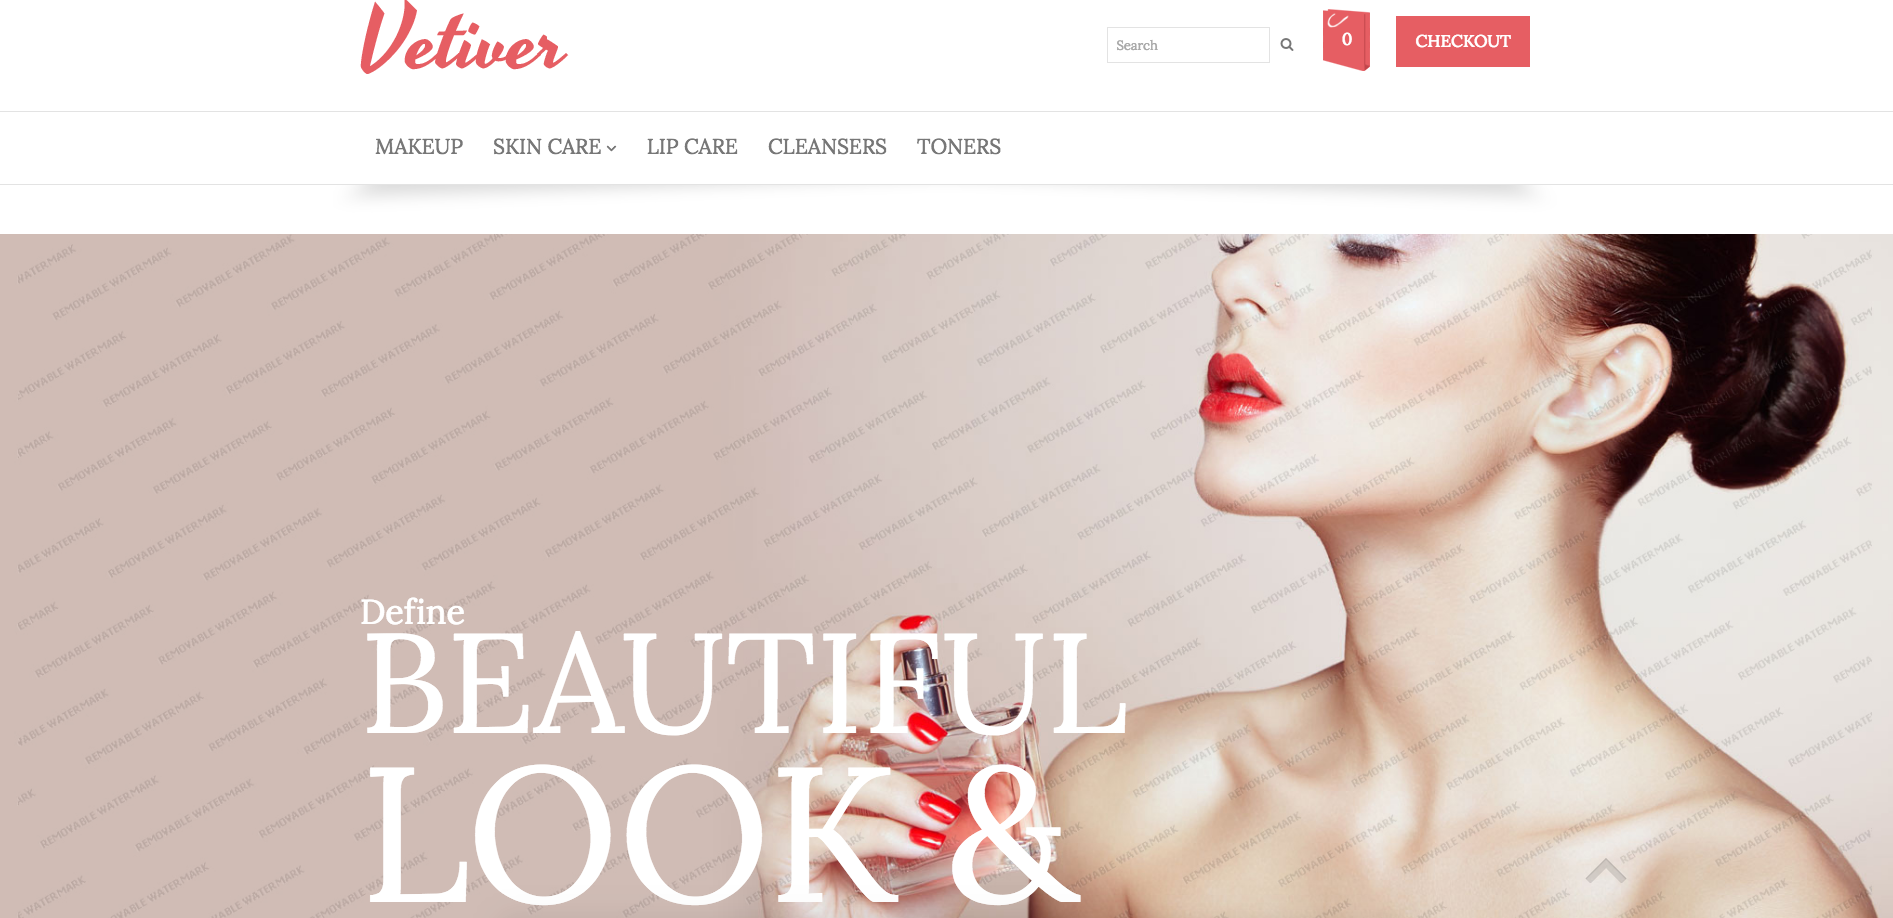 Vetiver
Search
0
CHECKOUT
MAKEUP SKIN CARE LIP CARE CLEANSERS TONERS
Define
BEAUTIFUL
LOOK &
REMOVABLE WATERMARK